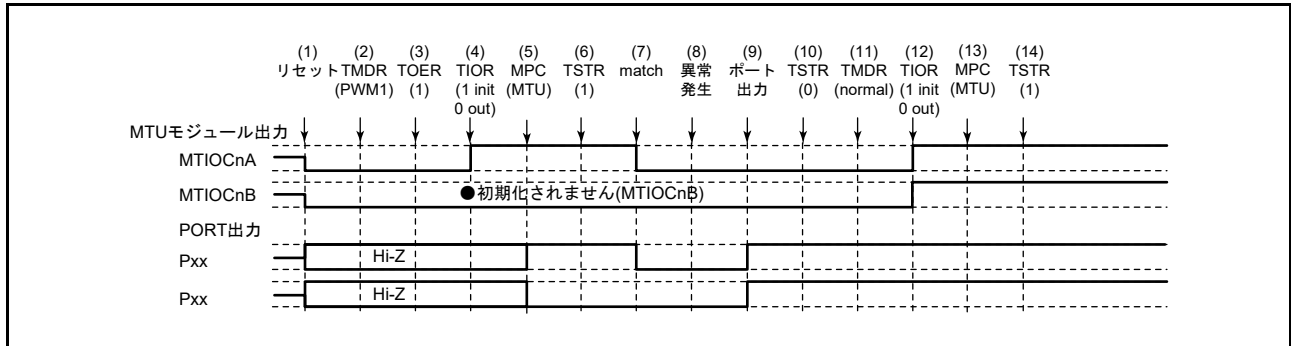 (1) (2) (3) (4) (5) (6) (7) (8) (9) (10) (11) (12) (13) (14)
リセット TMDR TOER TIOR MPC TSTR match 異常 ポート TSTR TMDR TIOR MPC TSTR
(PWM1) (1) (1 init (MTU) (1) 発生 出力 (0) (normal) (1 init (MTU) (1)
0 out) 0 out)
MTUモジュール出力
MTIOCnA
MTIOCnB ●初期化されません(MTIOCnB)
PORT出力
Pxx Hi-Z
Pxx Hi-Z